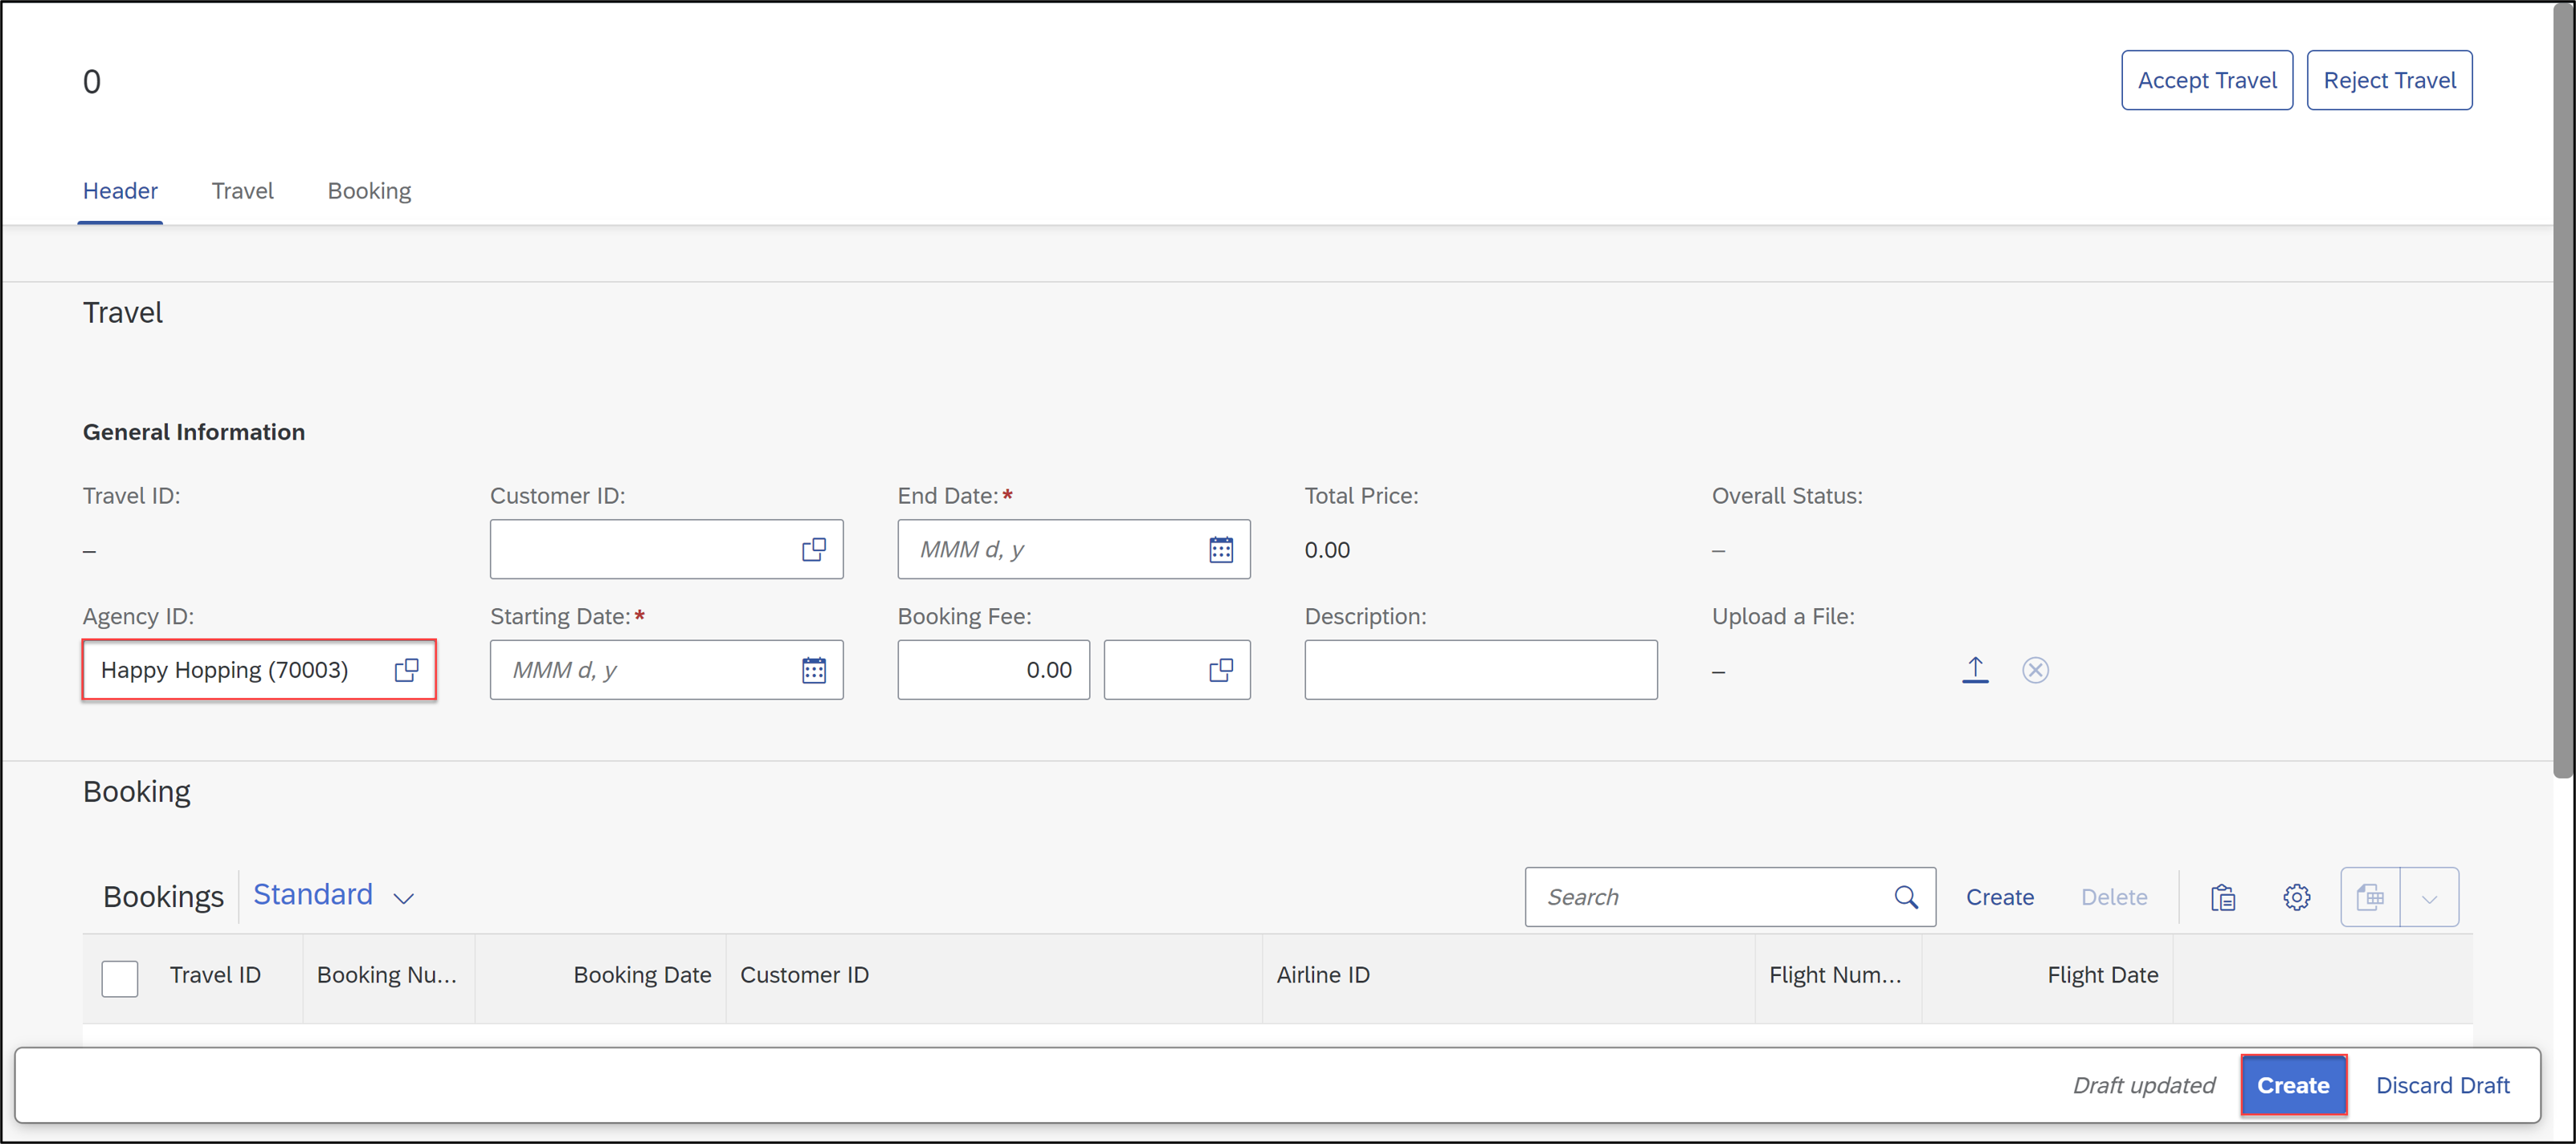 0
Accept Travel Reject Travel
Header Travel Booking
Travel
General Information
Travel ID: Customer ID: End Date:* Total Price: Overall Status:
– MMM d, y 0.00 –
Agency ID: Starting Date:* Booking Fee: Description: Upload a File:
Happy Hopping (70003) MMM d, y 0.00 –
Booking
Bookings Standard Search Create Delete
Travel ID Booking Nu... Booking Date Customer ID Airline ID Flight Num... Flight Date
Draft updated Create Discard Draft